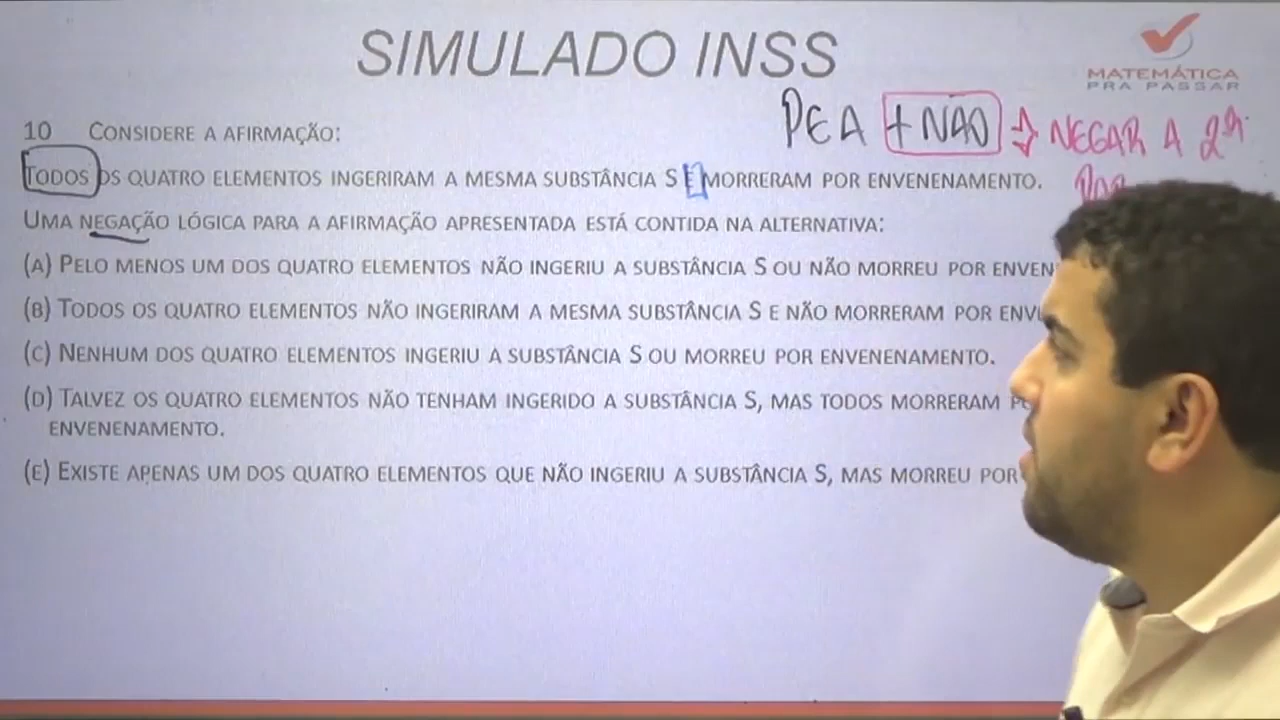 SIMULADO INSS
MATEMÁTICA
PRA PASSAR
PEA +NÃO ⇒ NEGAR A 2ª
10 CONSIDERE A AFIRMAÇÃO:
TODOS OS QUATRO ELEMENTOS INGERIRAM A MESMA SUBSTÂNCIA S E MORRERAM POR ENVENENAMENTO.
UMA NEGAÇÃO LÓGICA PARA A AFIRMAÇÃO APRESENTADA ESTÁ CONTIDA NA ALTERNATIVA:
(A) PELO MENOS UM DOS QUATRO ELEMENTOS NÃO INGERIU A SUBSTÂNCIA S OU NÃO MORREU POR
(B) TODOS OS QUATRO ELEMENTOS NÃO INGERIRAM A MESMA SUBSTÂNCIA S E NÃO MORRERAM POR
(C) NENHUM DOS QUATRO ELEMENTOS INGERIU A SUBSTÂNCIA S OU MORREU POR ENVENENAMENTO.
(D) TALVEZ OS QUATRO ELEMENTOS NÃO TENHAM INGERIDO A SUBSTÂNCIA S, MAS TODOS MORRERAM
ENVENENAMENTO.
(E) EXISTE APENAS UM DOS QUATRO ELEMENTOS QUE NÃO INGERIU A SUBSTÂNCIA S, MAS MORREU POR